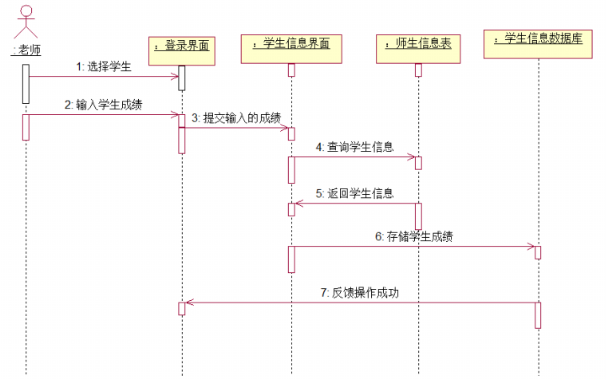 : 老师
: 登录界面
: 学生信息界面
: 师生信息表
: 学生信息数据库
1: 选择学生
2: 输入学生成绩
3: 提交输入的成绩
4: 查询学生信息
5: 返回学生信息
6: 存储学生成绩
7: 反馈操作成功